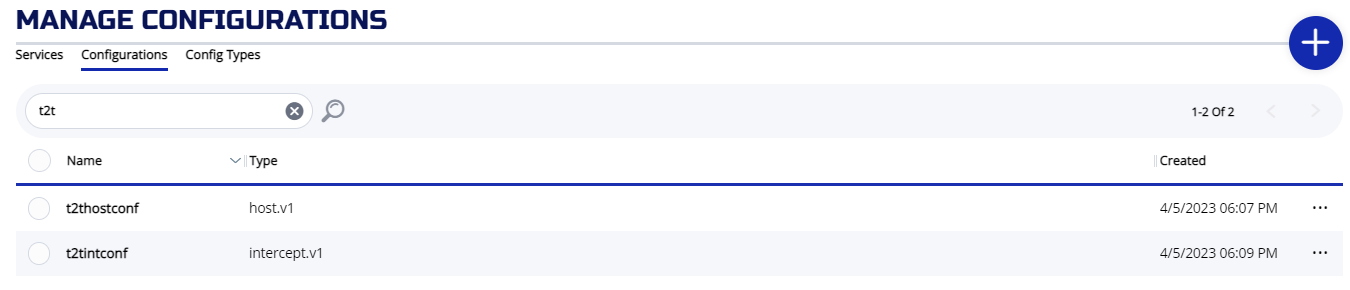 MANAGE CONFIGURATIONS
Services Configurations Config Types
t2t 1-2 Of 2
Name Type Created
t2thostconf host.v1 4/5/2023 06:07 PM ...
t2tintconf intercept.v1 4/5/2023 06:09 PM ...